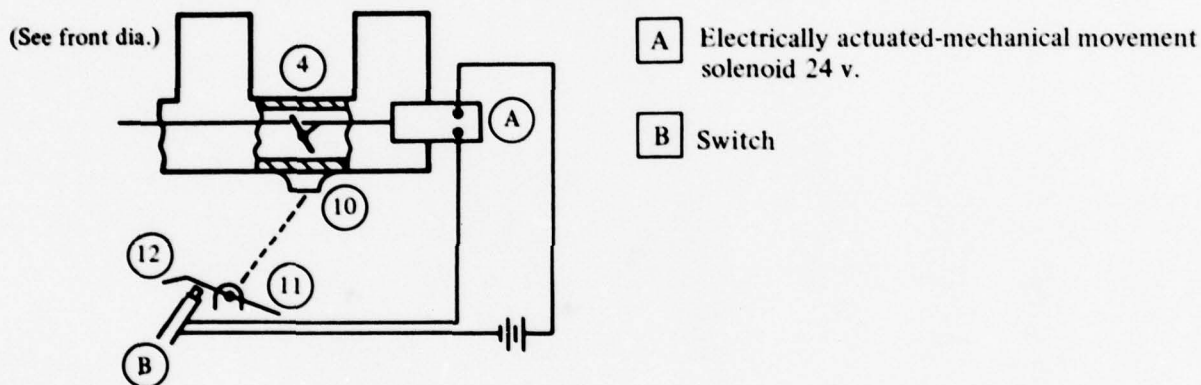 (See front dia.)
4
A
10
12
11
B
A Electrically actuated-mechanical movement
solenoid 24 v.
B Switch